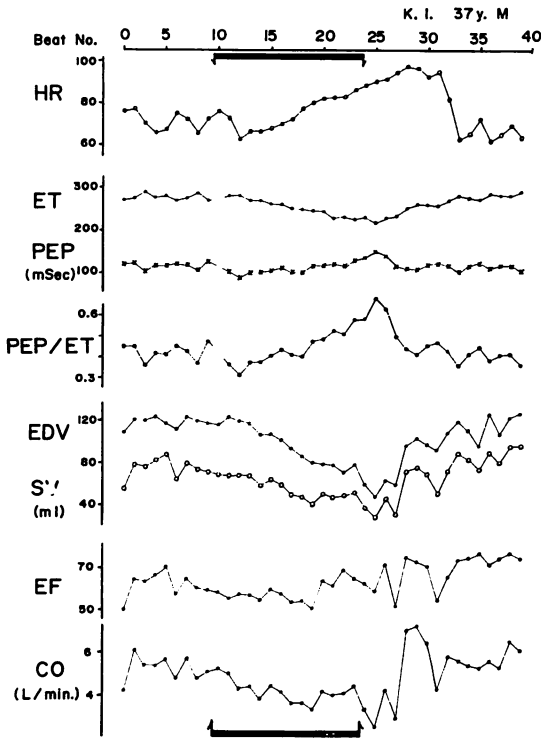 K. I. 37 y. M
Beat No. 0 5 10 15 20 25 30 35 40
100
HR
80
60
300
ET
200
PEP
(mSec) 100
0.6
PEP/ET
0.3
120
EDV
80
SV
(ml)
40
70
EF
50
6
CO
(L/min.) 4